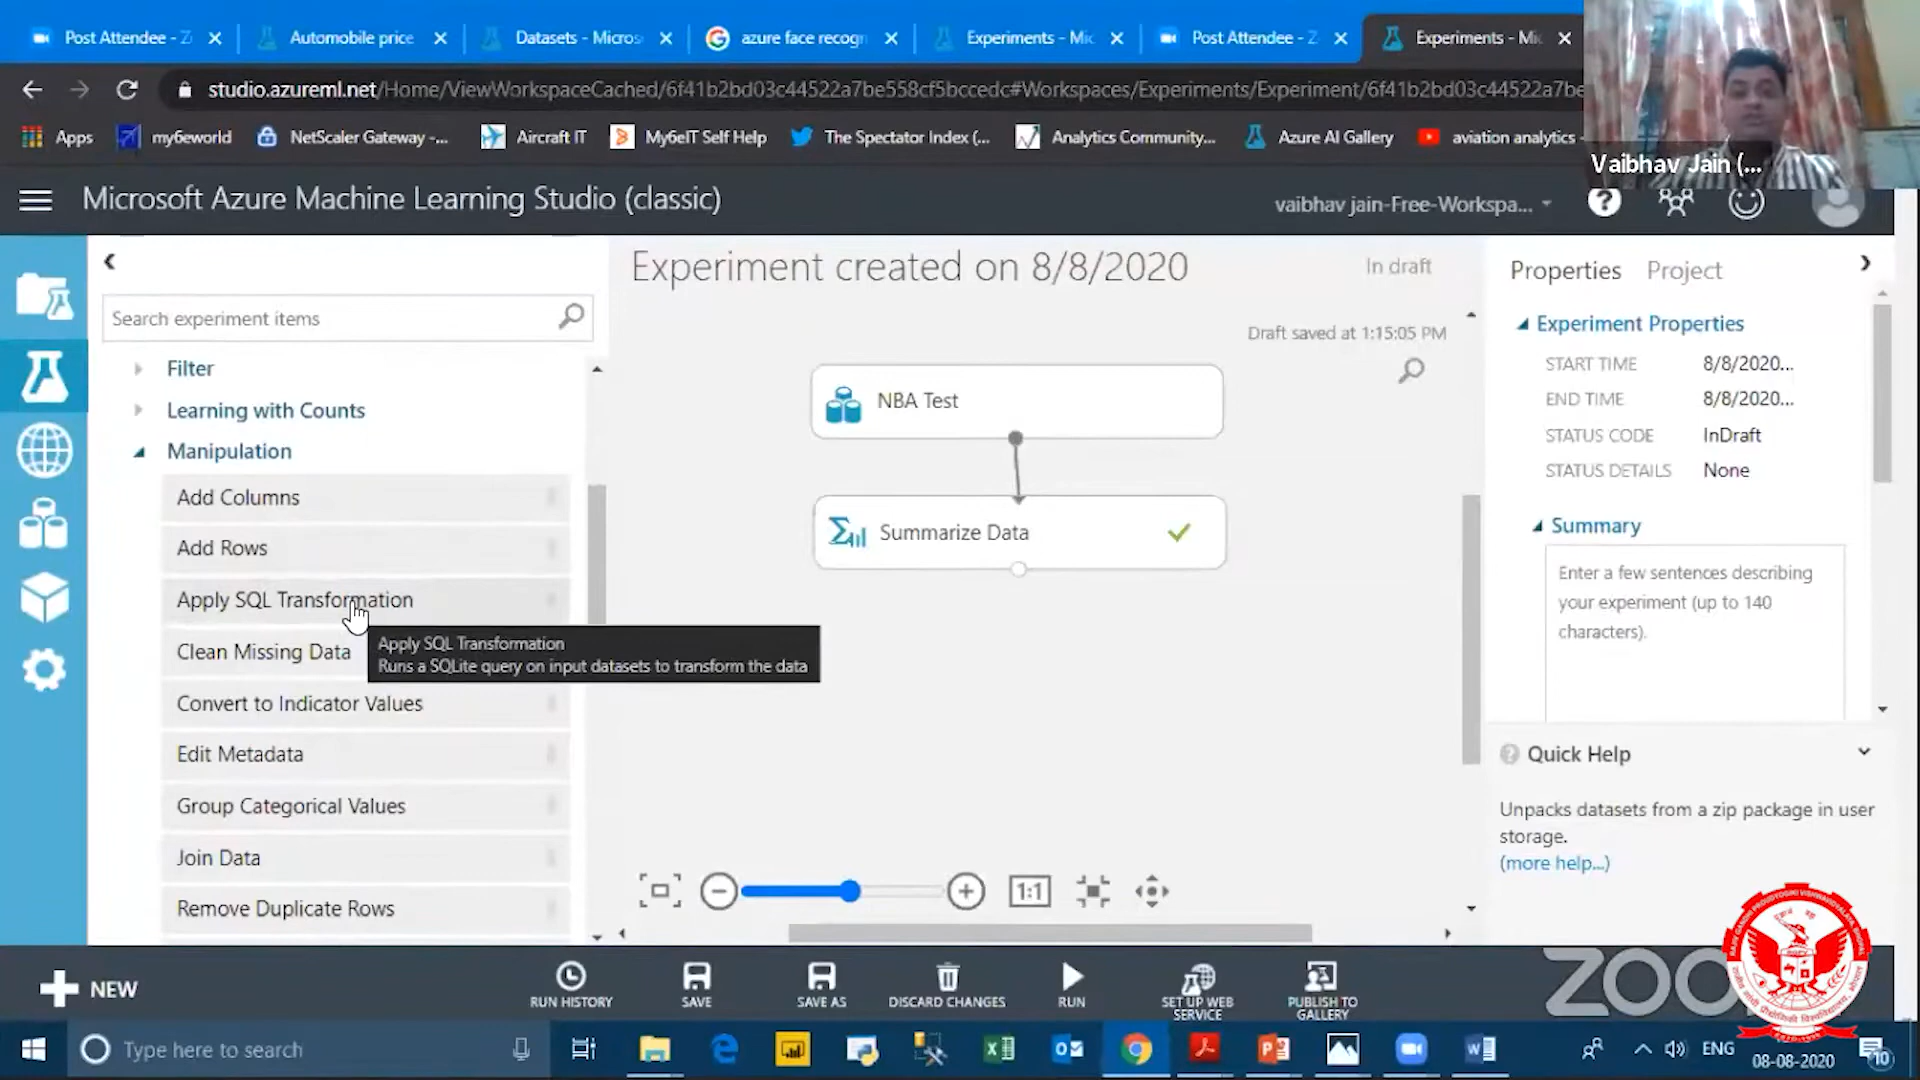 Post Attendee - Z
Automobile price
Datasets - Micros
azure face recogn
Experiments - Mic
Post Attendee - Z
Experiments - Mi
studio.azureml.net/Home/ViewWorkspaceCached/6f41b2bd03c44522a7be558cf5bccedc#Workspaces/Experiments/Experiment/6f41b2bd03c44522a7be
Apps
my6eworld
NetScaler Gateway -...
Aircraft IT
My6eIT Self Help
The Spectator Index (...
Analytics Community...
Azure AI Gallery
aviation analytics -
Vaibhav Jain (...
Microsoft Azure Machine Learning Studio (classic)
vaibhav jain-Free-Workspa...
Search experiment items
Filter
Learning with Counts
Manipulation
Add Columns
Add Rows
Apply SQL Transformation
Clean Missing Data
Apply SQL Transformation
Runs a SQLite query on input datasets to transform the data
Convert to Indicator Values
Edit Metadata
Group Categorical Values
Join Data
Remove Duplicate Rows
Experiment created on 8/8/2020
In draft
Draft saved at 1:15:05 PM
NBA Test
Summarize Data
1:1
Properties
Project
Experiment Properties
START TIME 8/8/2020...
END TIME 8/8/2020...
STATUS CODE InDraft
STATUS DETAILS None
Summary
Enter a few sentences describing
your experiment (up to 140
characters).
Quick Help
Unpacks datasets from a zip package in user
storage.
(more help...)
NEW
RUN HISTORY
SAVE
SAVE AS
DISCARD CHANGES
RUN
SET UP WEB
SERVICE
PUBLISH TO
GALLERY
Type here to search
ENG
08-08-2020
10